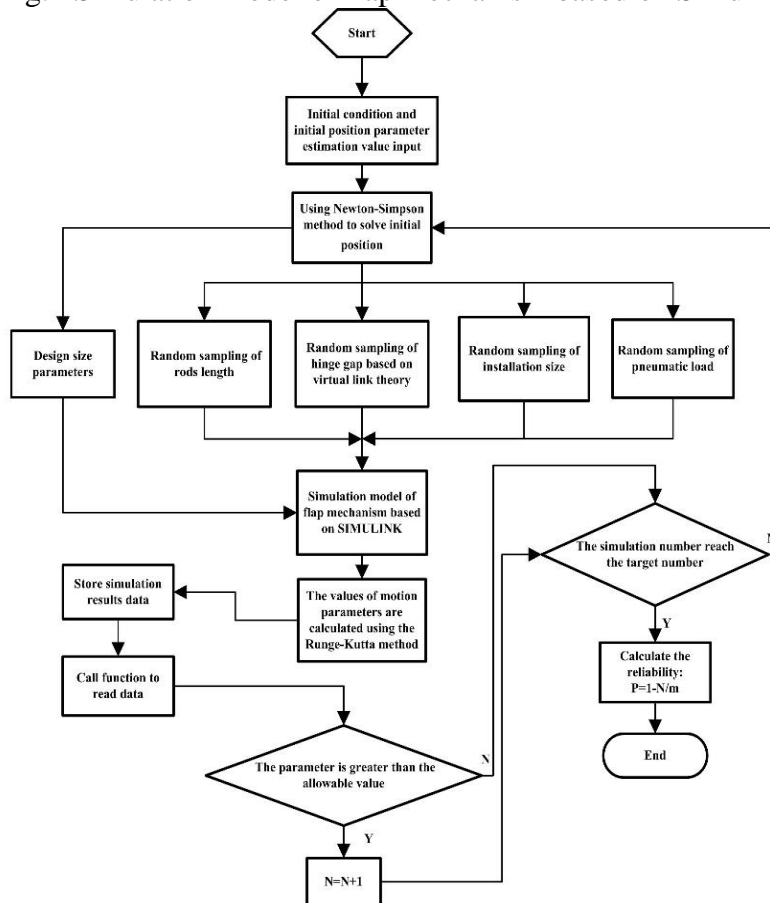 Start
Initial condition and
initial position parameter
estimation value input
Using Newton-Simpson
method to solve initial
position
Design size
parameters
Random sampling of
rods length
Random sampling of
hinge gap based on
virtual link theory
Random sampling of
installation size
Random sampling of
pneumatic load
Simulation model of
flap mechanism based
on SIMULINK
The simulation number reach
the target number
Store simulation
results data
The values of motion
parameters are
calculated using the
Runge-Kutta method
Y
Calculate the
reliability:
P=1-N/m
Call function to
read data
The parameter is greater than the
allowable value
N
End
Y
N=N+1